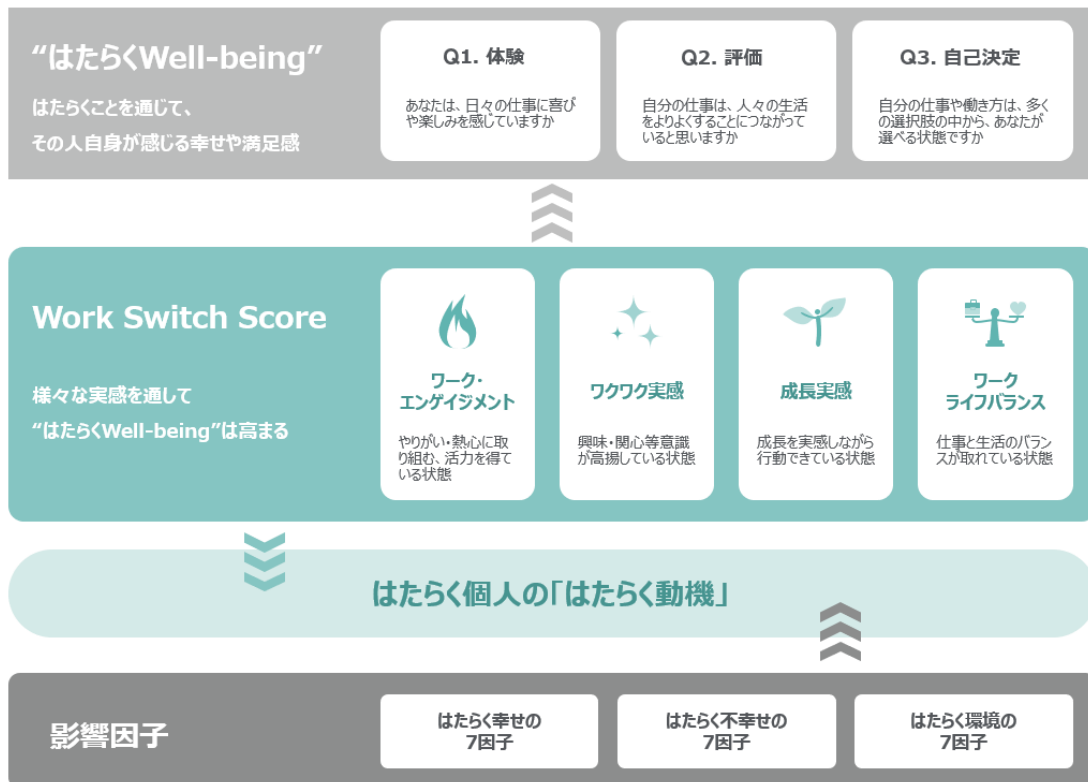 “はたらくWell-being”
はたらくことを通じて、
その人自身が感じる幸せや満足感
Q1. 体験
あなたは、日々の仕事に喜び
や楽しみを感じていますか
Q2. 評価
自分の仕事は、人々の生活
をよりよくすることにつながって
いると思いますか
Q3. 自己決定
自分の仕事や働き方は、多く
の選択肢の中から、あなたが
選べる状態ですか
Work Switch Score
様々な実感を通して
“はたらくWell-being”は高まる
ワーク・
エンゲイジメント
やりがい・熱心に取
り組む、活力を得て
いる状態
ワクワク実感
興味・関心等意識
が高揚している状態
成長実感
成長を実感しながら
行動できている状態
ワーク
ライフバランス
仕事と生活のバラン
スが取れている状態
はたらく個人の「はたらく動機」
影響因子
はたらく幸せの
7因子
はたらく不幸せの
7因子
はたらく環境の
7因子